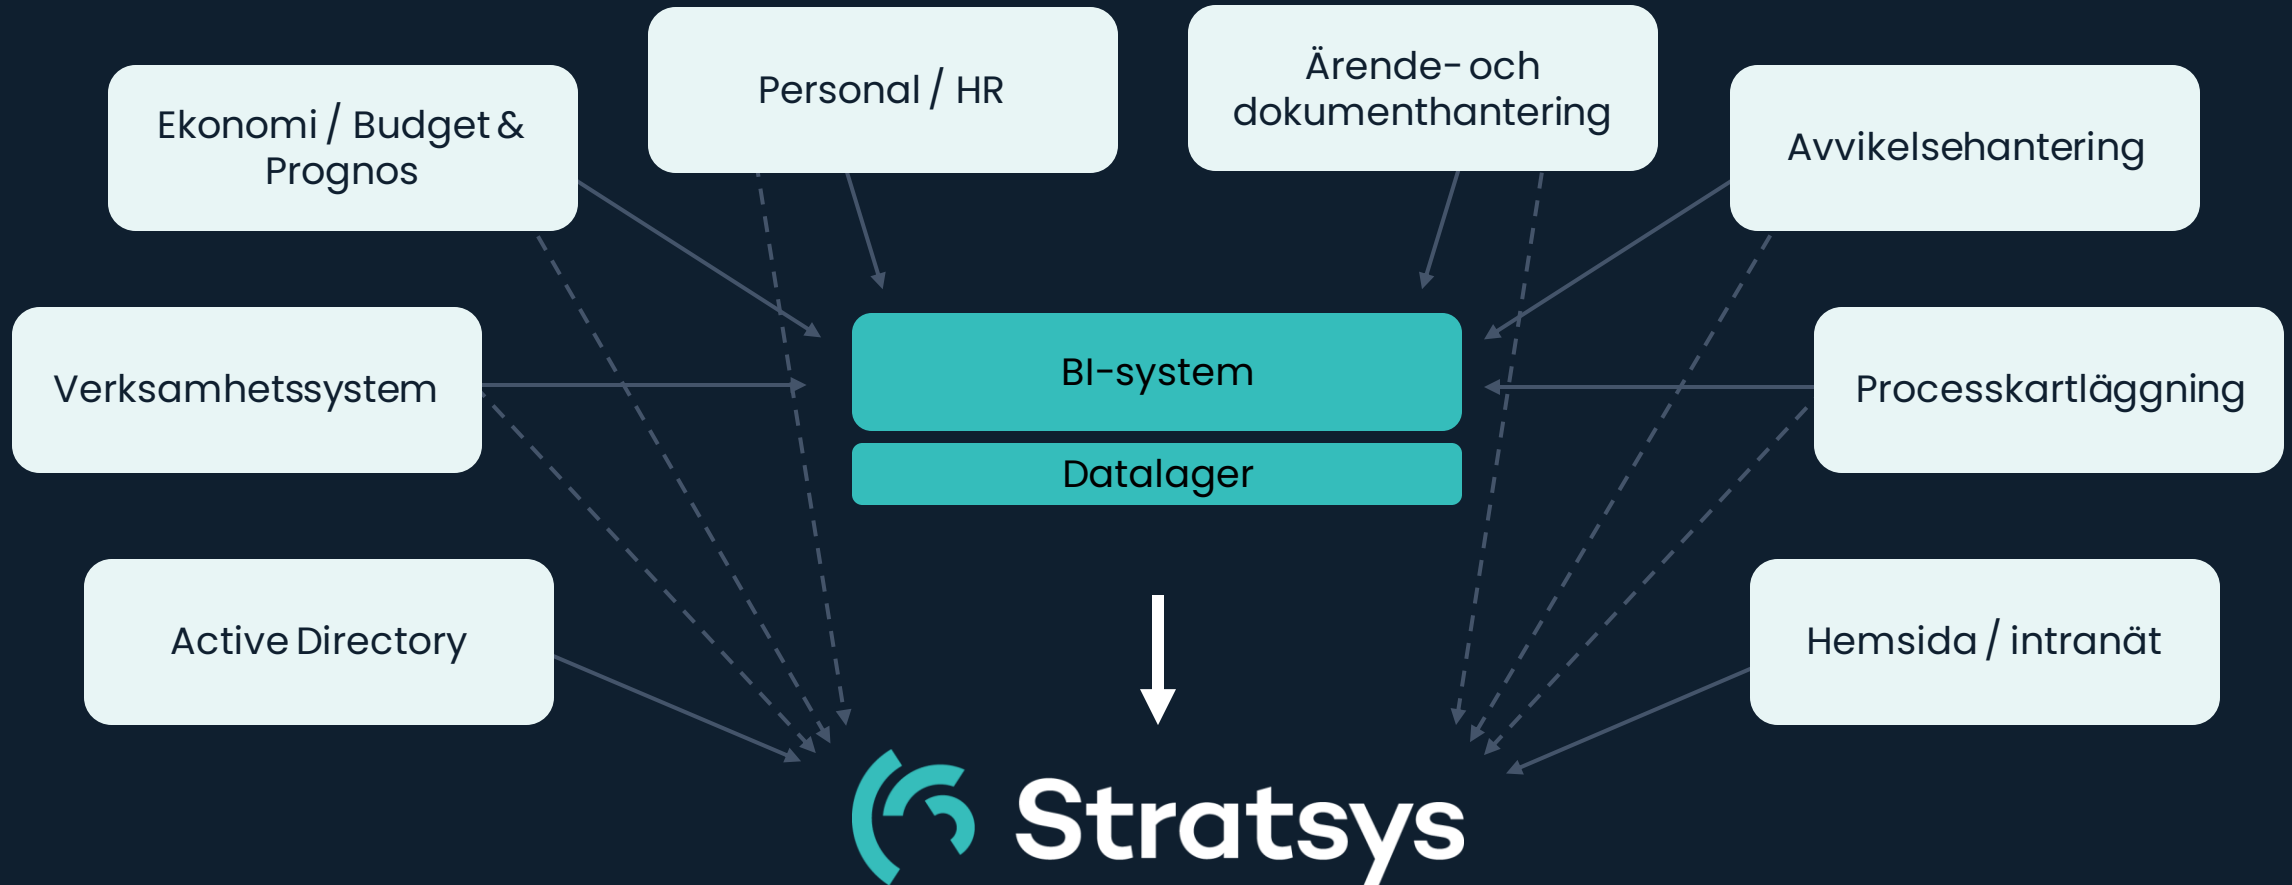 Personal / HR
Ärende- och
dokumenthantering
Ekonomi / Budget &
Prognos
Avvikelsehantering
Verksamhetssystem
BI-system
Processkartläggning
Datalager
Active Directory
Hemsida / intranät
Stratsys